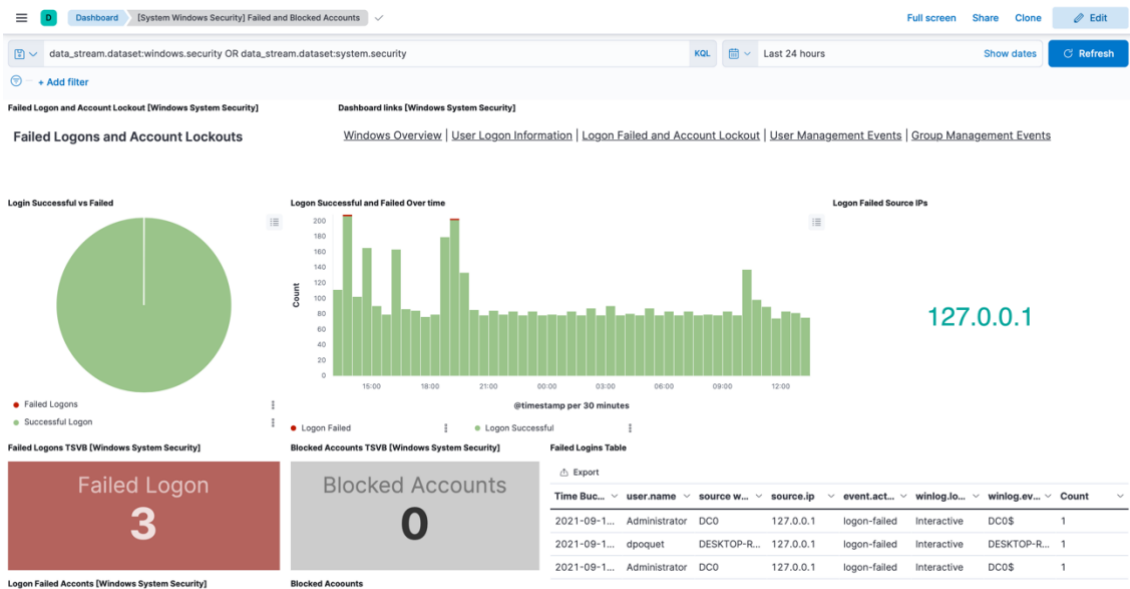 D Dashboard [System Windows Security] Failed and Blocked Accounts Full screen Share Clone Edit
data_stream.dataset:windows.security OR data_stream.dataset:system.security KQL Last 24 hours Show dates Refresh
+ Add filter
Failed Logon and Account Lockout [Windows System Security] Dashboard links [Windows System Security]
Failed Logons and Account Lockouts Windows Overview | User Logon Information | Logon Failed and Account Lockout | User Management Events | Group Management Events
Login Successful vs Failed Logon Successful and Failed Over time Logon Failed Source IPs
200
180
160
140
120
100
80
60
40
20
0
Count
15:00 18:00 21:00 00:00 03:00 06:00 09:00 12:00
@timestamp per 30 minutes
127.0.0.1
Failed Logons
Successful Logon
Logon Failed Logon Successful
Failed Logons TSVB [Windows System Security] Blocked Accounts TSVB [Windows System Security] Failed Logins Table
Failed Logon
3
Blocked Accounts
0
Export
Time Buc... user.name source w... source.ip event.act... winlog.lo... winlog.ev... Count
2021-09-1... Administrator DC0 127.0.0.1 logon-failed Interactive DC0$ 1
2021-09-1... dpoquet DESKTOP-R... 127.0.0.1 logon-failed Interactive DESKTOP-R... 1
2021-09-1... Administrator DC0 127.0.0.1 logon-failed Interactive DC0$ 1
Logon Failed Acconts [Windows System Security] Blocked Acoounts